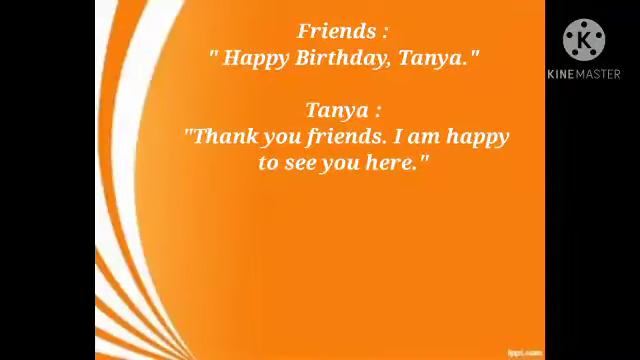 Friends :
" Happy Birthday, Tanya."
Tanya :
"Thank you friends. I am happy
to see you here."
K
KINEMASTER